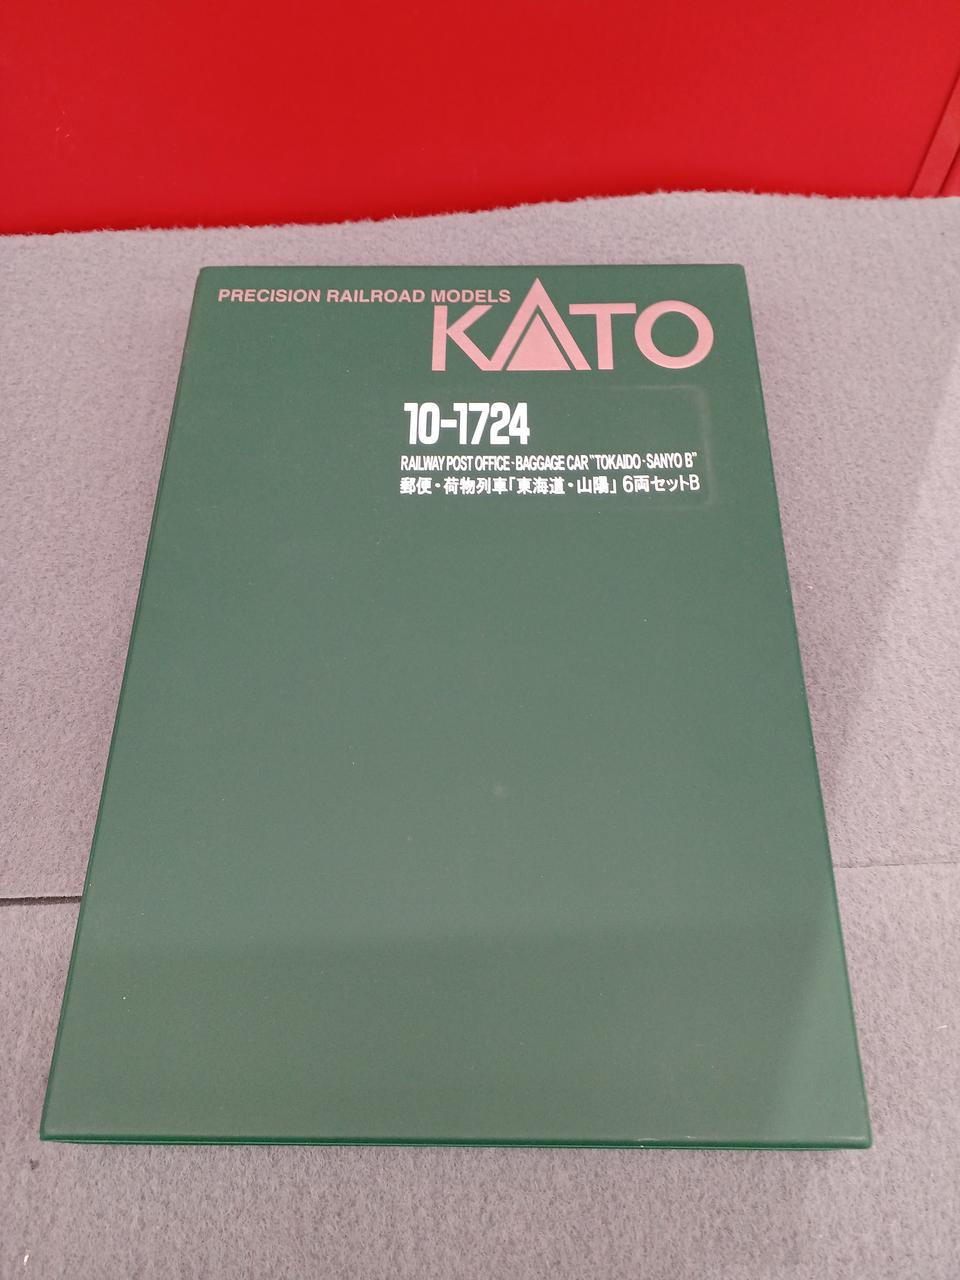 PRECISION RAILROAD MODELS
KATO
10-1724
RAILWAY POST OFFICE・BAGGAGE CAR "TOKAIDO・SANYO B"
郵便・荷物列車「東海道・山陽」 6両セットB